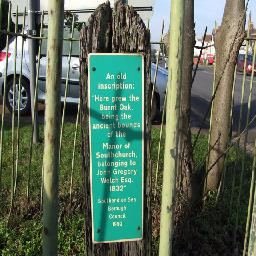 An old
inscription:
"Here grew the
Burnt Oak,
being the
ancient bounds
of the
Manor of
Southchurch,
belonging to
John Gregory
Welch Esq.
1832"
Southend on Sea
Borough
Council